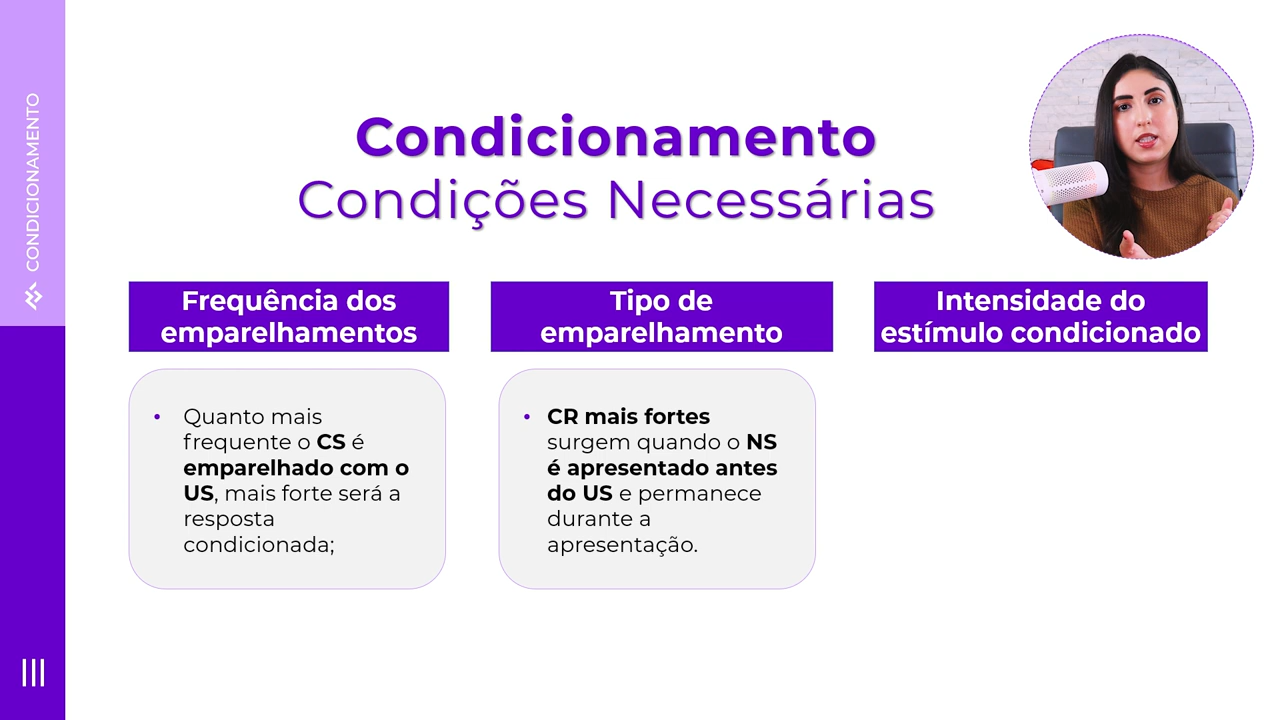 CONDICIONAMENTO
Condicionamento
Condições Necessárias
Frequência dos
emparelhamentos
Quanto mais
frequente o CS é
emparelhado com o
US, mais forte será a
resposta
condicionada;
Tipo de
emparelhamento
CR mais fortes
surgem quando o NS
é apresentado antes
do US e permanece
durante a
apresentação.
Intensidade do
estímulo condicionado